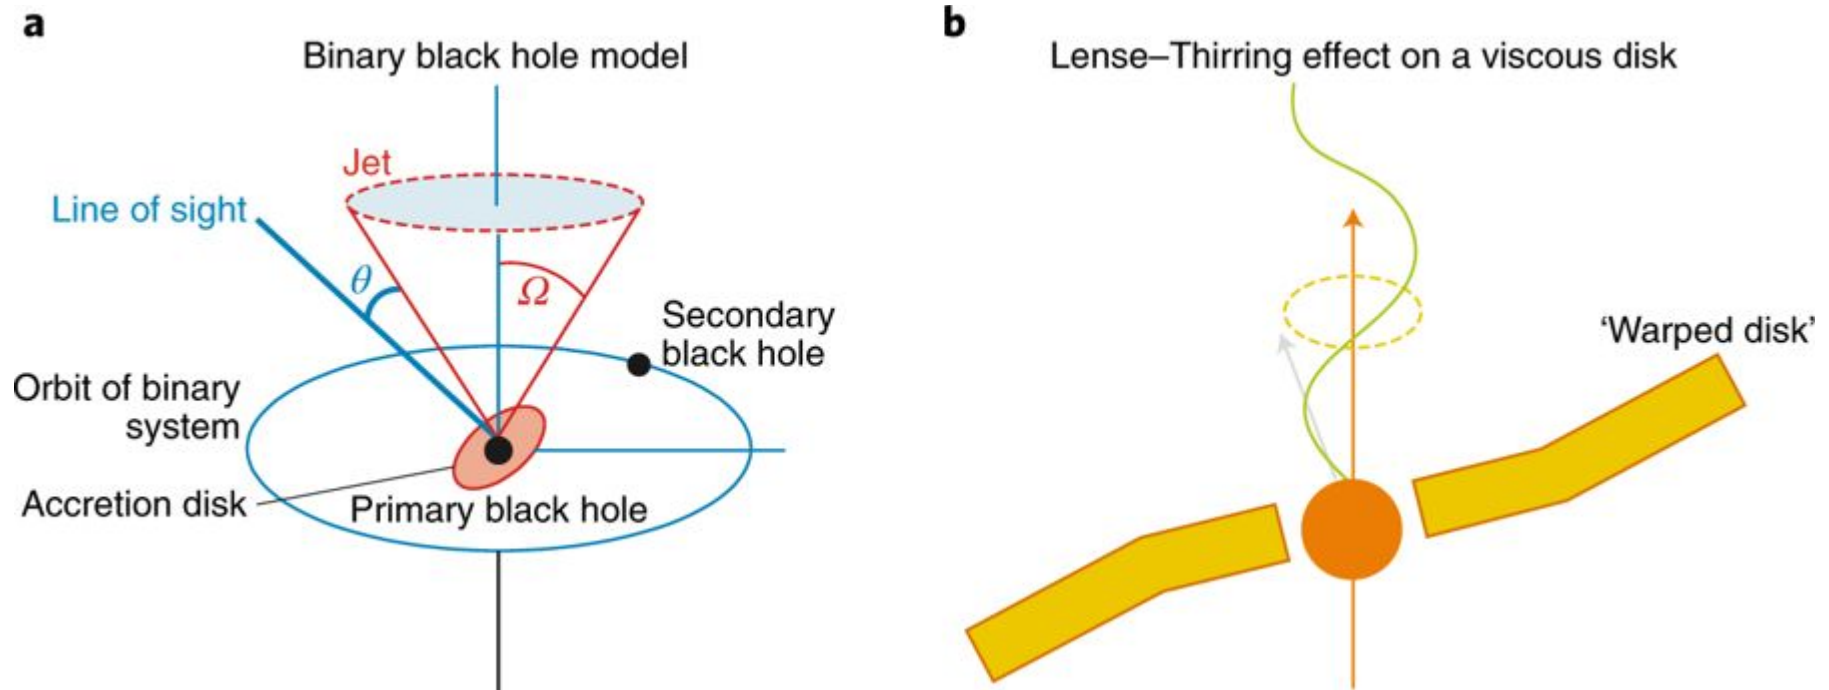 a
Binary black hole model
Jet
Line of sight
θ
Ω
Secondary
black hole
Orbit of binary
system
Accretion disk
Primary black hole
b
Lense–Thirring effect on a viscous disk
‘Warped disk’